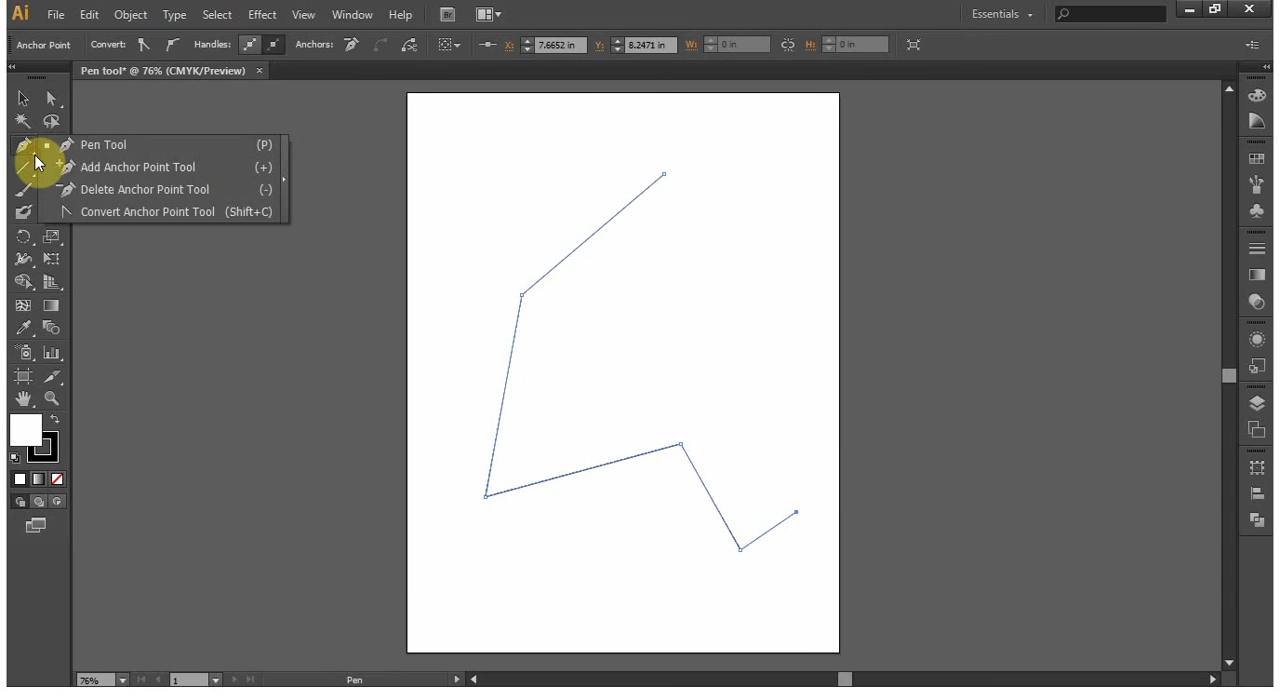 Ai File Edit Object Type Select Effect View Window Help Br Essentials
Anchor Point Convert: Handles: Anchors: X: 7.6652 in Y: 8.2471 in W: 0 in H: 0 in
Pen tool* @ 76% (CMYK/Preview) ×
Pen Tool (P)
Add Anchor Point Tool (+)
Delete Anchor Point Tool (-)
Convert Anchor Point Tool (Shift+C)
76% 1 Pen